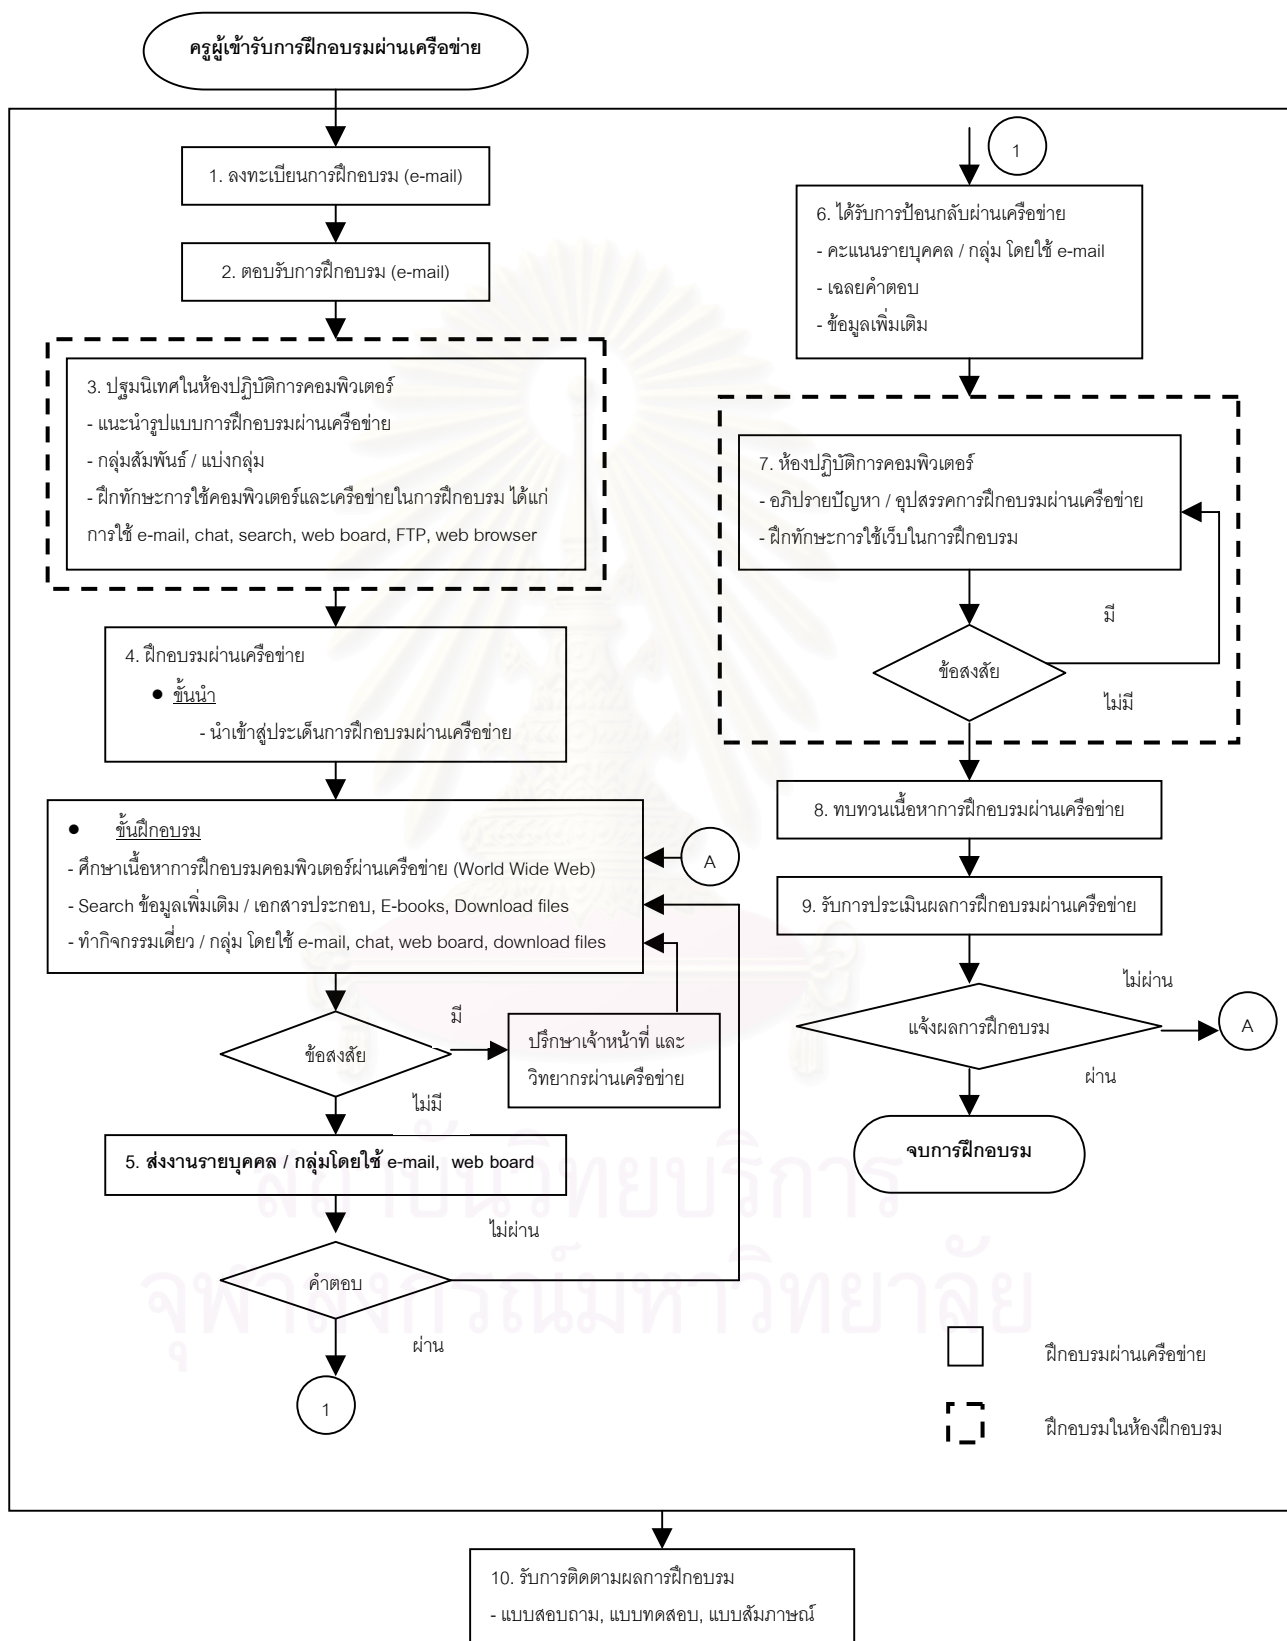 ครูผู้เข้ารับการฝึกอบรมผ่านเครือข่าย
1. ลงทะเบียนการฝึกอบรม (e-mail)
2. ตอบรับการฝึกอบรม (e-mail)
3. ปฐมนิเทศในห้องปฏิบัติการคอมพิวเตอร์
- แนะนำรูปแบบการฝึกอบรมผ่านเครือข่าย
- กลุ่มสัมพันธ์ / แบ่งกลุ่ม
- ฝึกทักษะการใช้คอมพิวเตอร์และเครือข่ายในการฝึกอบรม ได้แก่
การใช้ e-mail, chat, search, web board, FTP, web browser
4. ฝึกอบรมผ่านเครือข่าย
● ขั้นนำ
- นำเข้าสู่ประเด็นการฝึกอบรมผ่านเครือข่าย
● ขั้นฝึกอบรม
- ศึกษาเนื้อหาการฝึกอบรมคอมพิวเตอร์ผ่านเครือข่าย (World Wide Web)
- Search ข้อมูลเพิ่มเติม / เอกสารประกอบ, E-books, Download files
- ทำกิจกรรมเดี่ยว / กลุ่ม โดยใช้ e-mail, chat, web board, download files
A
ข้อสงสัย
มี
ปรึกษาเจ้าหน้าที่ และ
วิทยากรผ่านเครือข่าย
ไม่มี
5. ส่งงานรายบุคคล / กลุ่มโดยใช้ e-mail, web board
ไม่ผ่าน
คำตอบ
ผ่าน
1
1
6. ได้รับการป้อนกลับผ่านเครือข่าย
- คะแนนรายบุคคล / กลุ่ม โดยใช้ e-mail
- เฉลยคำตอบ
- ข้อมูลเพิ่มเติม
7. ห้องปฏิบัติการคอมพิวเตอร์
- อภิปรายปัญหา / อุปสรรคการฝึกอบรมผ่านเครือข่าย
- ฝึกทักษะการใช้เว็บในการฝึกอบรม
มี
ข้อสงสัย
ไม่มี
8. ทบทวนเนื้อหาการฝึกอบรมผ่านเครือข่าย
9. รับการประเมินผลการฝึกอบรมผ่านเครือข่าย
ไม่ผ่าน
แจ้งผลการฝึกอบรม
A
ผ่าน
จบการฝึกอบรม
ฝึกอบรมผ่านเครือข่าย
ฝึกอบรมในห้องฝึกอบรม
10. รับการติดตามผลการฝึกอบรม
- แบบสอบถาม, แบบทดสอบ, แบบสัมภาษณ์
สถาบันวิทยบริการ
จุฬาลงกรณ์มหาวิทยาลัย